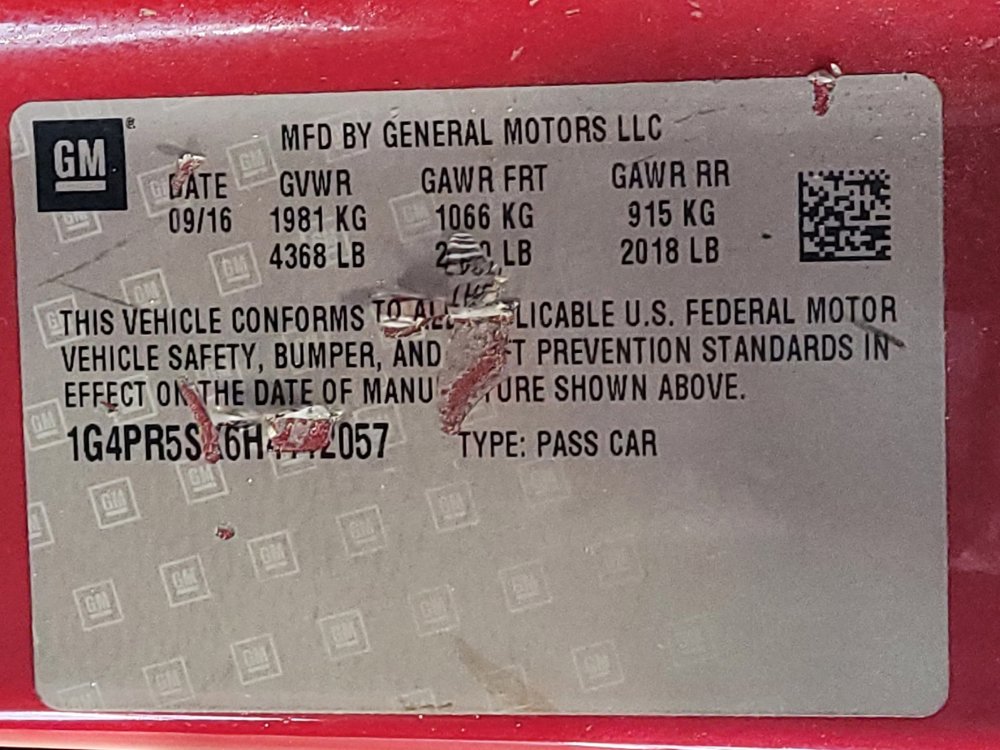 GM
MFD BY GENERAL MOTORS LLC
DATE GVWR GAWR FRT GAWR RR
09/16 1981 KG 1066 KG 915 KG
4368 LB LB 2018 LB
THIS VEHICLE CONFORMS TO U.S. FEDERAL MOTOR
VEHICLE SAFETY, BUMPER, AND PREVENTION STANDARDS IN
EFFECT ON THE DATE OF SHOWN ABOVE.
TYPE: PASS CAR